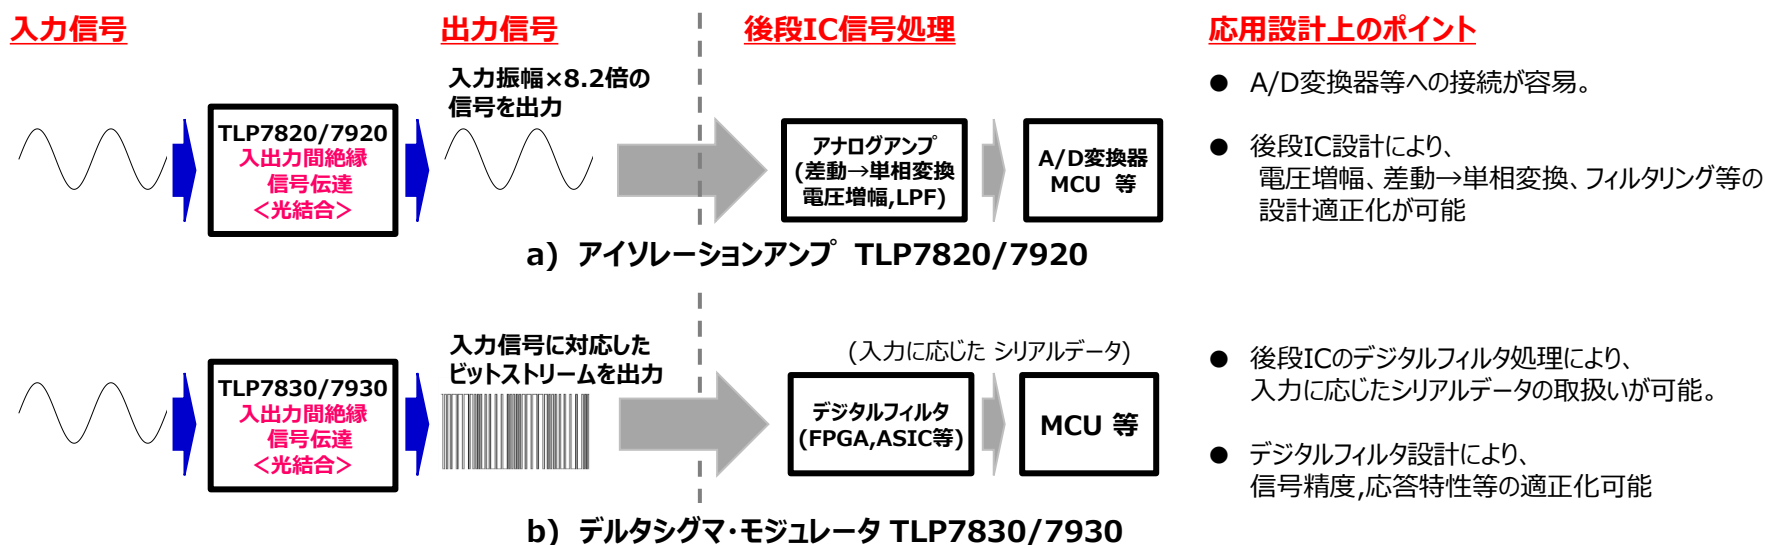 入力信号
出力信号
後段IC信号処理
応用設計上のポイント
入力振幅×8.2倍の
信号を出力
TLP7820/7920
入出力間絶縁
信号伝達
<光結合>
アナログアンプ
(差動→単相変換
電圧増幅,LPF)
A/D変換器
MCU 等
● A/D変換器等への接続が容易。
● 後段IC設計により、
電圧増幅、差動→単相変換、フィルタリング等の
設計適正化が可能
a) アイソレーションアンプ TLP7820/7920
入力信号に対応した
ビットストリームを出力
TLP7830/7930
入出力間絶縁
信号伝達
<光結合>
(入力に応じた シリアルデータ)
デジタルフィルタ
(FPGA,ASIC等)
MCU 等
● 後段ICのデジタルフィルタ処理により、
入力に応じたシリアルデータの取扱いが可能。
● デジタルフィルタ設計により、
信号精度,応答特性等の適正化可能
b) デルタシグマ・モジュレータ TLP7830/7930